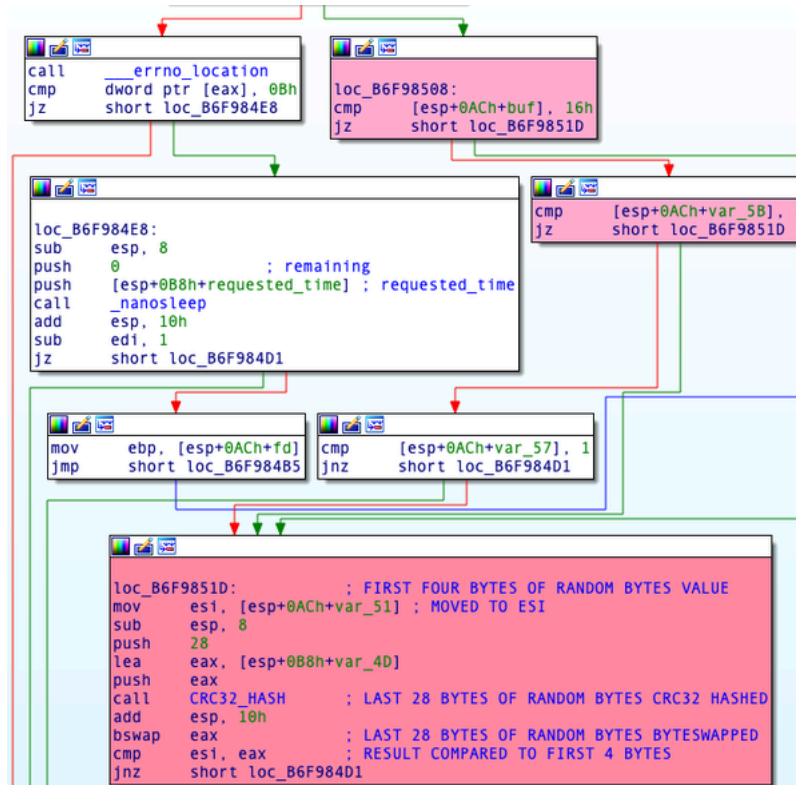 call ___errno_location
cmp dword ptr [eax], 0Bh
jz short loc_B6F984E8
loc_B6F98508:
cmp [esp+0ACh+buf], 16h
jz short loc_B6F9851D
loc_B6F984E8:
sub esp, 8
push 0 ; remaining
push [esp+0B8h+requested_time] ; requested_time
call _nanosleep
add esp, 10h
sub edi, 1
jz short loc_B6F984D1
cmp [esp+0ACh+var_5B],
jz short loc_B6F9851D
mov ebp, [esp+0ACh+fd]
jmp short loc_B6F984B5
cmp [esp+0ACh+var_57], 1
jnz short loc_B6F984D1
loc_B6F9851D: ; FIRST FOUR BYTES OF RANDOM BYTES VALUE
mov esi, [esp+0ACh+var_51] ; MOVED TO ESI
sub esp, 8
push 28
lea eax, [esp+0B8h+var_4D]
push eax
call CRC32_HASH ; LAST 28 BYTES OF RANDOM BYTES CRC32 HASHED
add esp, 10h
bswap eax ; LAST 28 BYTES OF RANDOM BYTES BYTESWAPPED
cmp esi, eax ; RESULT COMPARED TO FIRST 4 BYTES
jnz short loc_B6F984D1